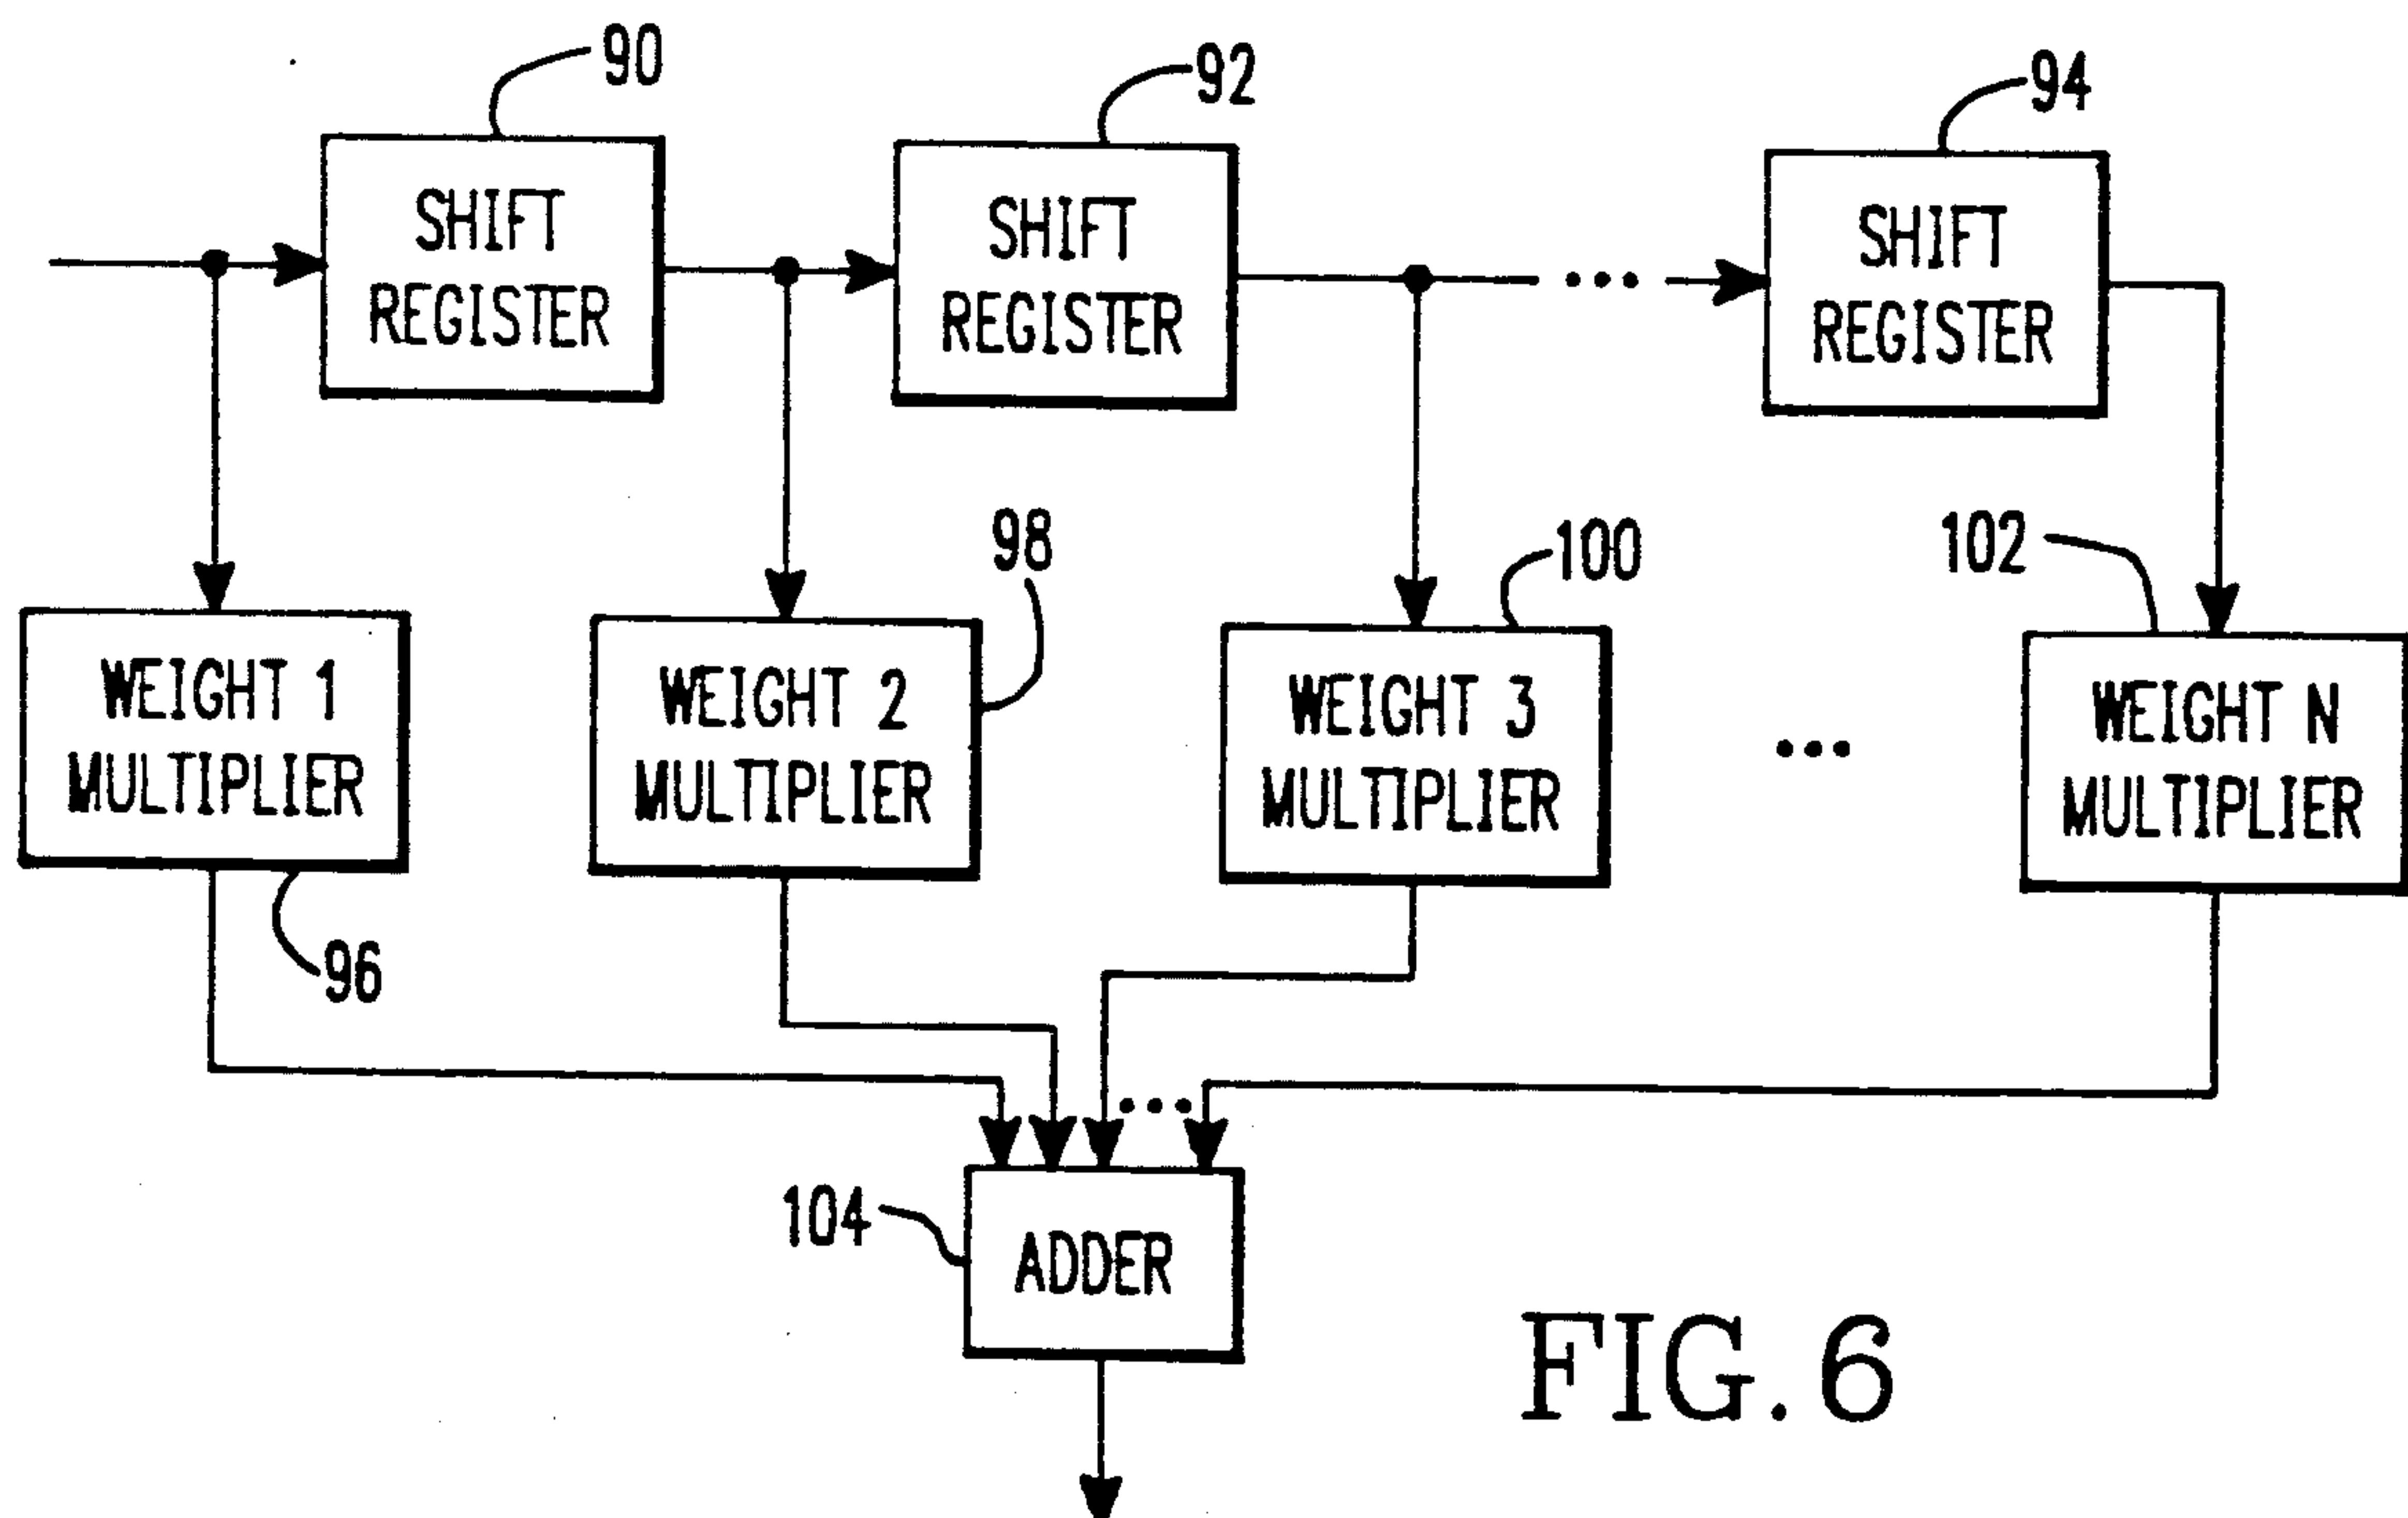 90
92
94
SHIFT
REGISTER
SHIFT
REGISTER
•••
SHIFT
REGISTER
98
100
102
WEIGHT 1
MULTIPLIER
WEIGHT 2
MULTIPLIER
WEIGHT 3
MULTIPLIER
•••
WEIGHT N
MULTIPLIER
96
•••
104
ADDER
FIG. 6